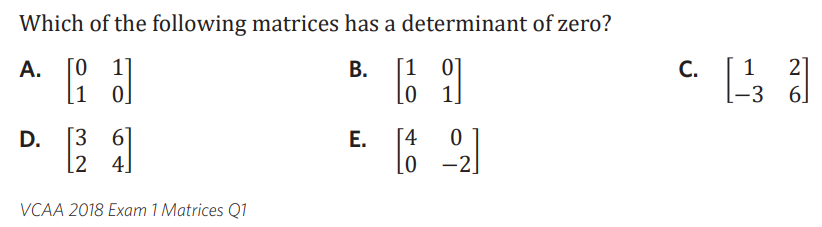 Which of the following matrices has a determinant of zero?
A. [0 1 B. [1 0] C. [1 2]
[1 0] [0 1] [-3 6]
D. [3 6] E. [4 0]
[2 4] [0 -2]
VCAA 2018 Exam 1 Matrices Q1